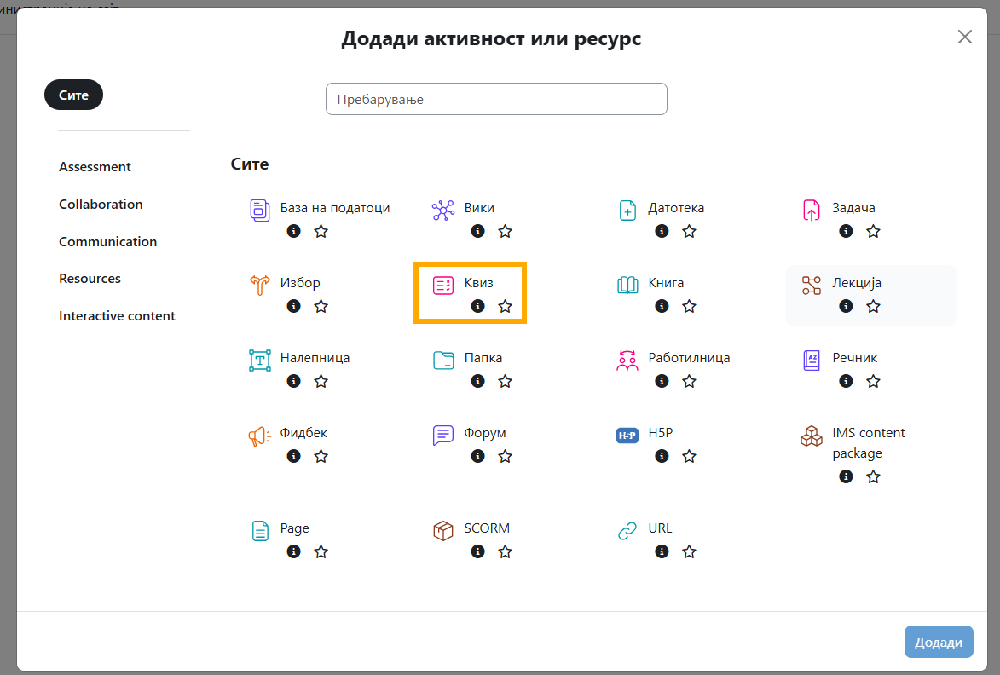 Додади активност или ресурс
Сите
Пребарување
Assessment
Collaboration
Communication
Resources
Interactive content
Сите
База на податоци
Вики
Датотека
Задача
Избор
Квиз
Книга
Лекција
Налепница
Папка
Работилница
Речник
Фидбек
Форум
H-P
H5P
IMS content
package
Page
SCORM
URL
Додади